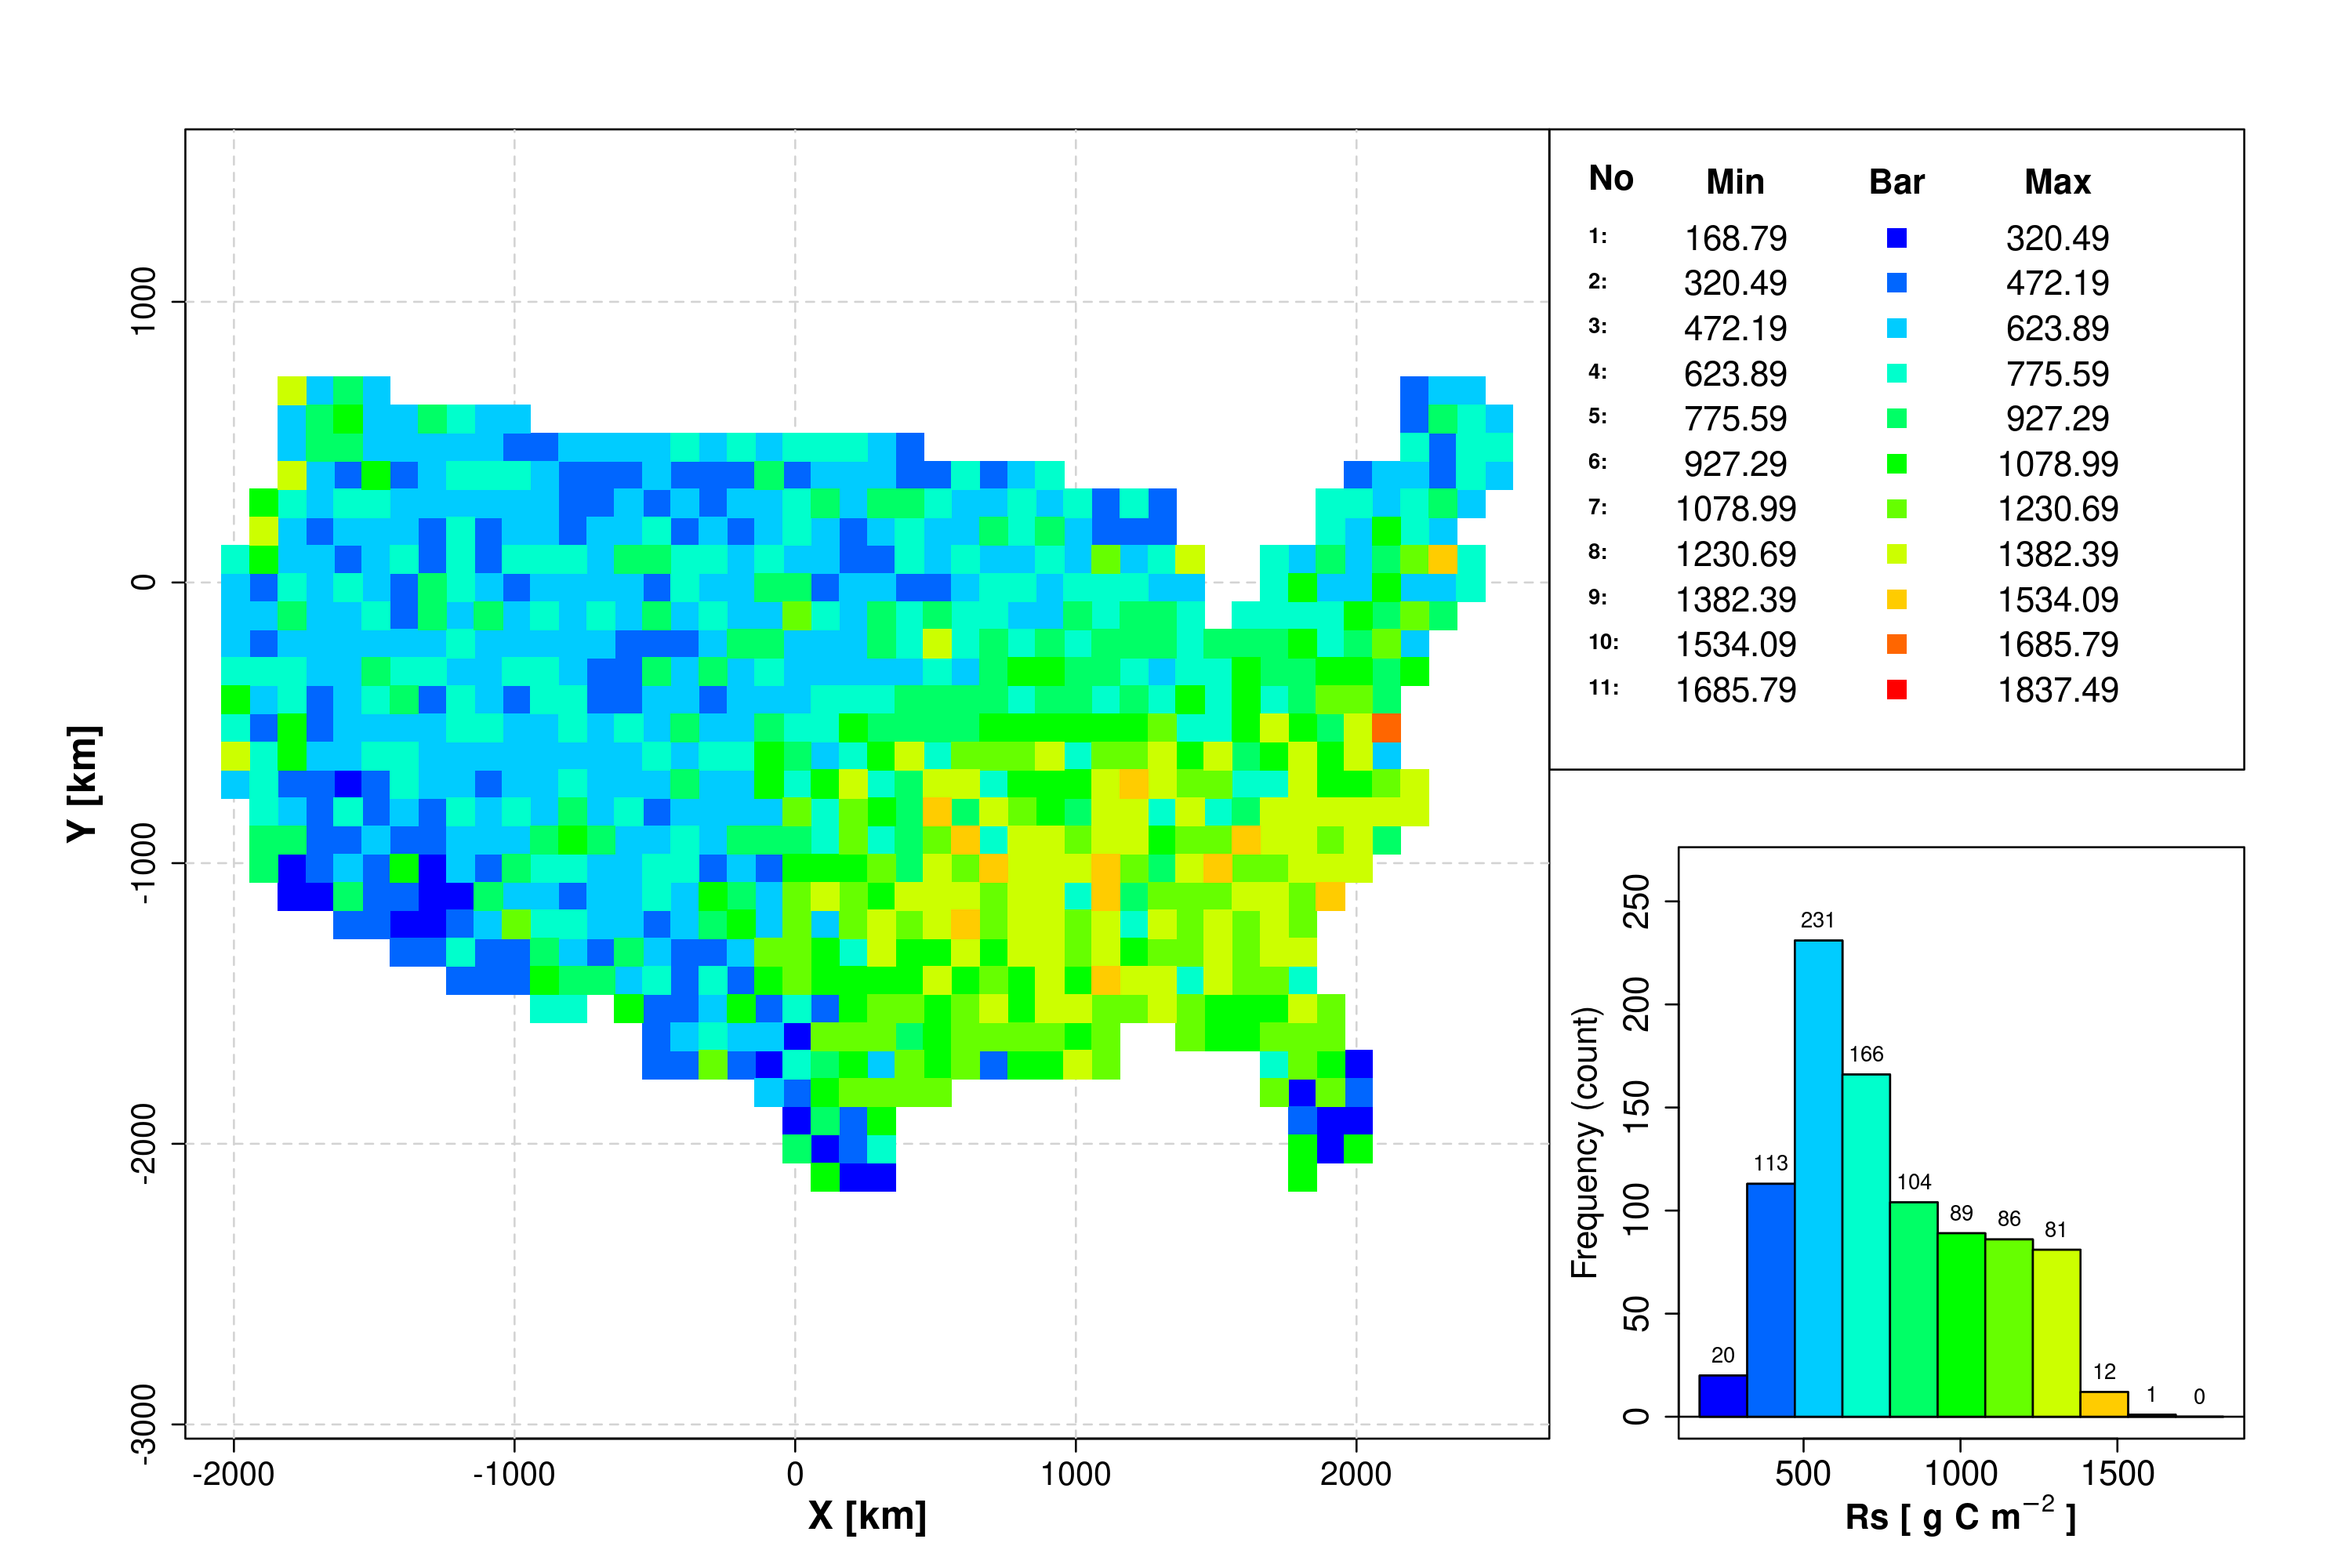 No Min Bar Max
1: 168.79 320.49
2: 320.49 472.19
3: 472.19 623.89
4: 623.89 775.59
5: 775.59 927.29
6: 927.29 1078.99
7: 1078.99 1230.69
8: 1230.69 1382.39
9: 1382.39 1534.09
10: 1534.09 1685.79
11: 1685.79 1837.49
Y [km]
1000
0
-1000
-2000
-3000
-2000 -1000 0 1000 2000
X [km]
Frequency (count)
250
200
150
100
50
0
20 113 231 166 104 89 86 81 12 1 0
500 1000 1500
Rs [ g C m−2 ]